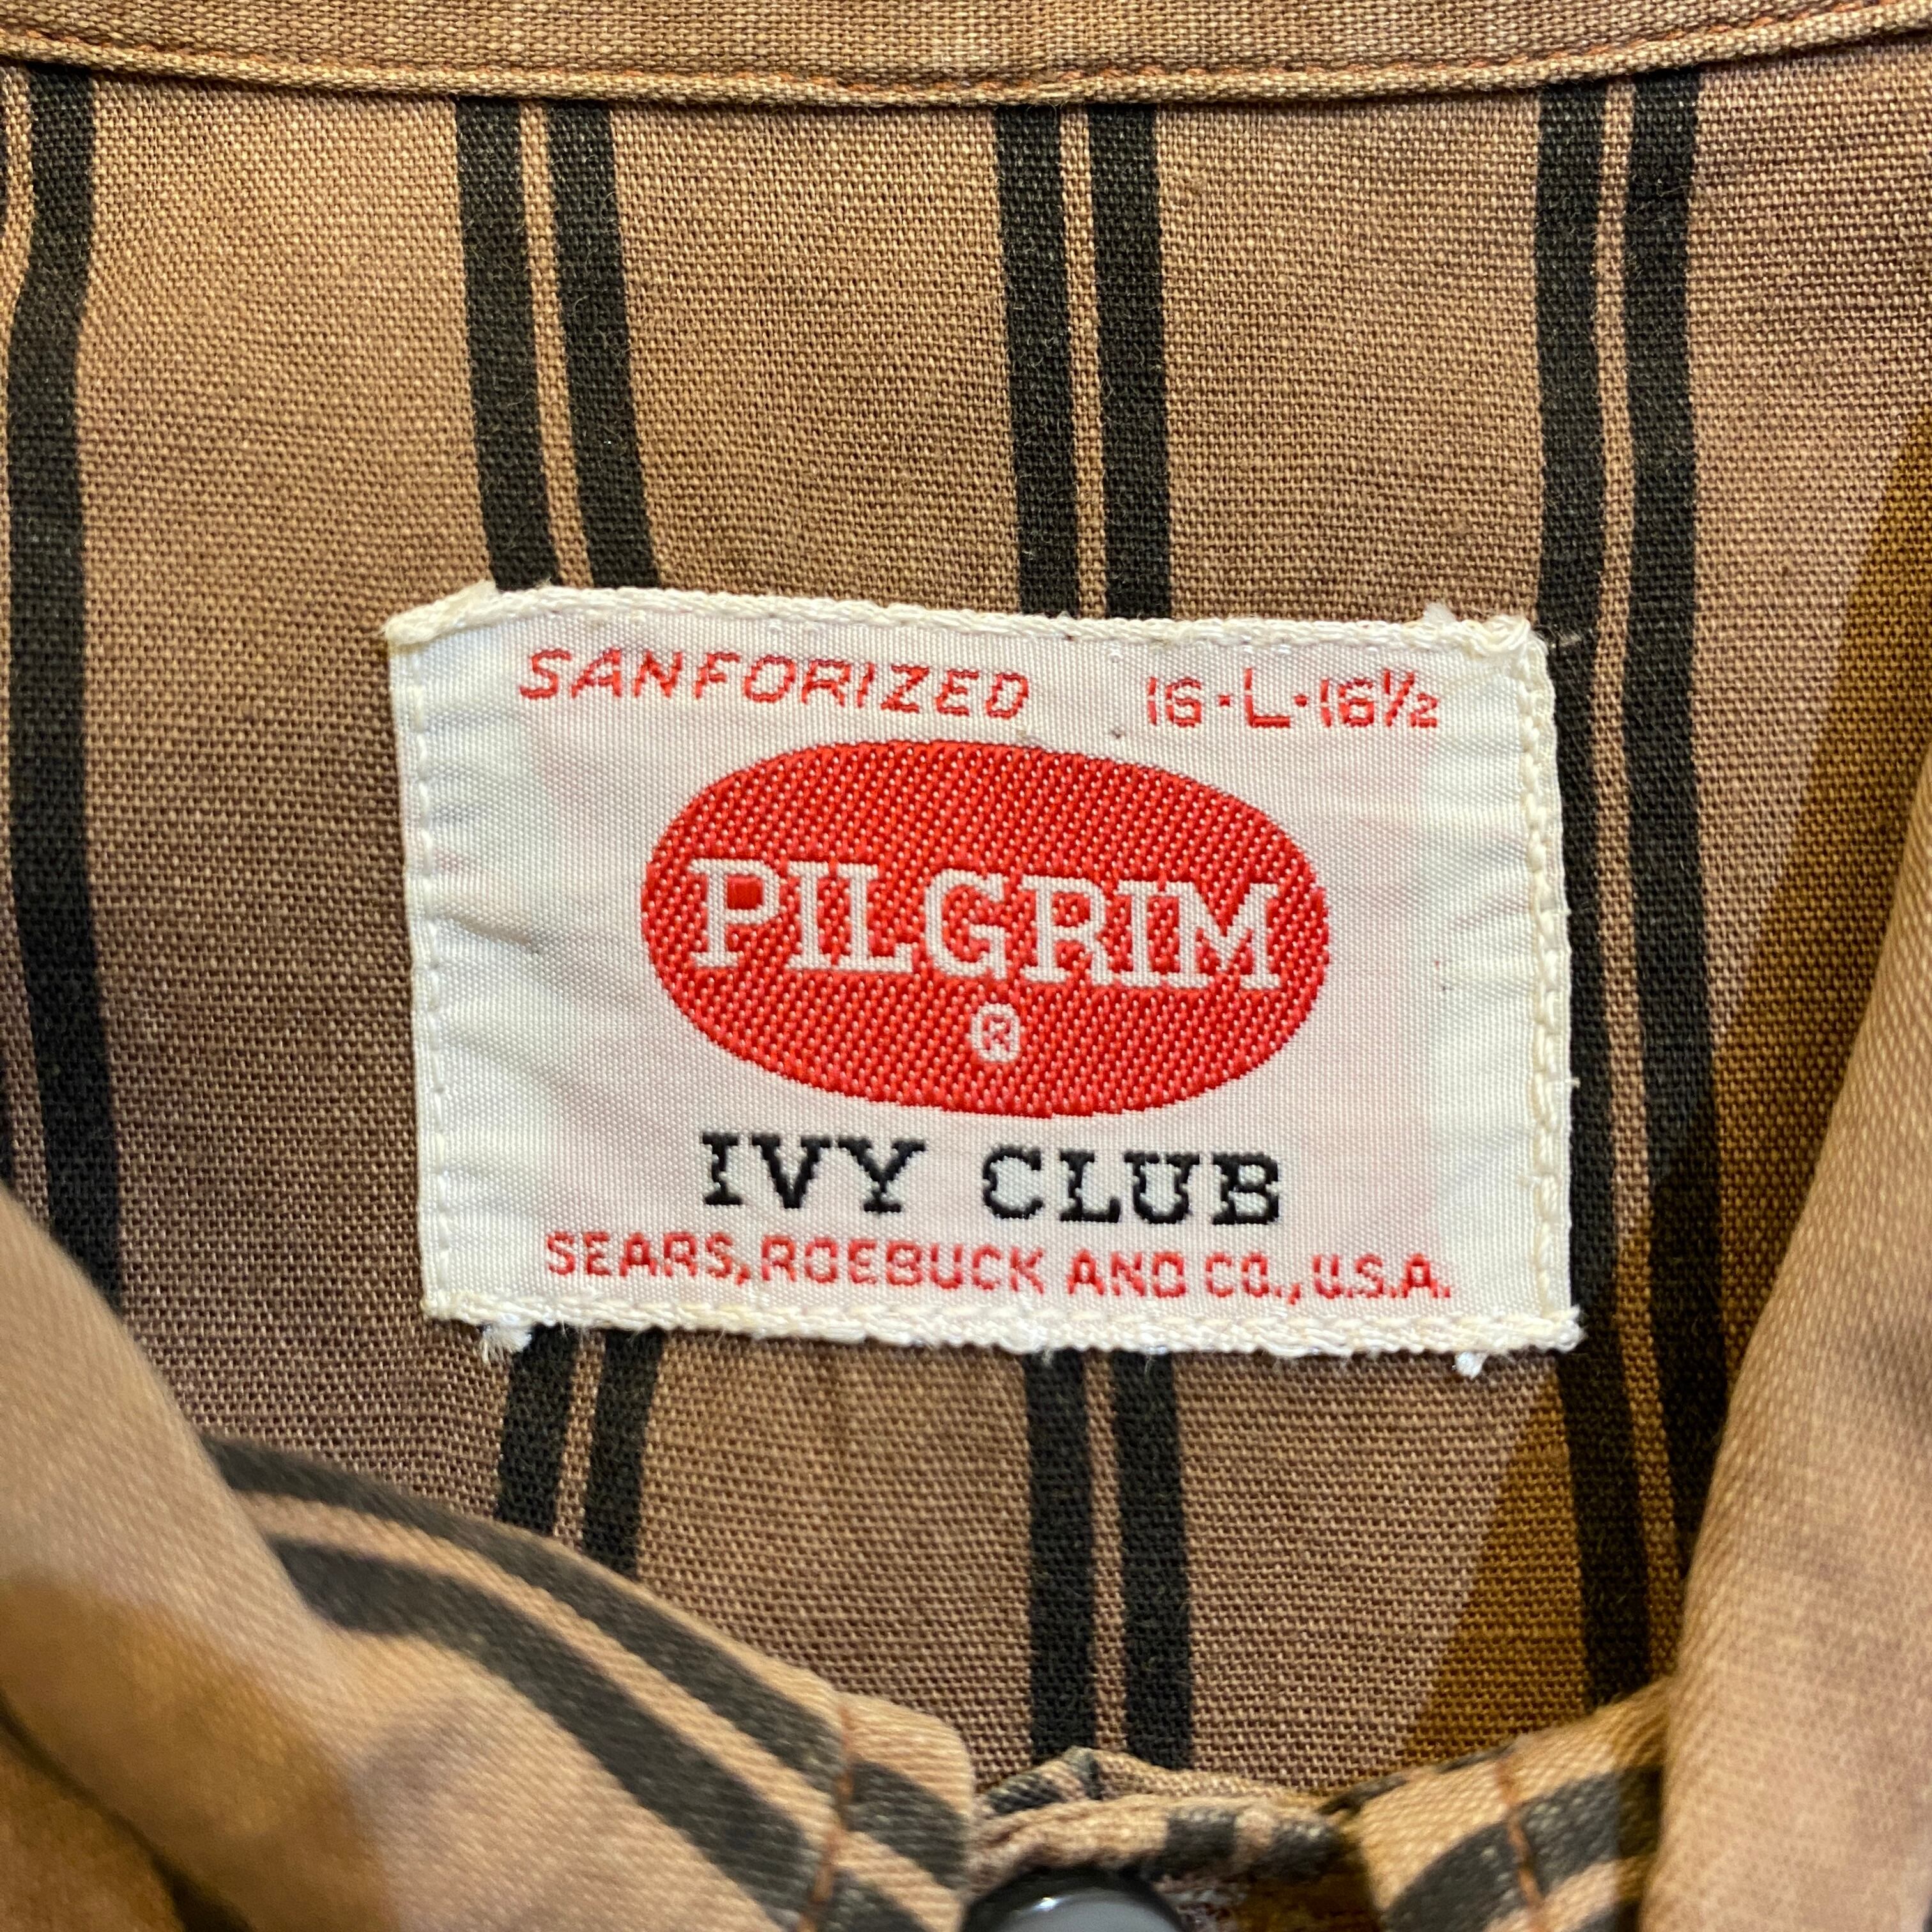 SANFORIZED 16·L·16½
PILGRIM
®
IVY CLUB
SEARS, ROEBUCK AND CO., U.S.A.